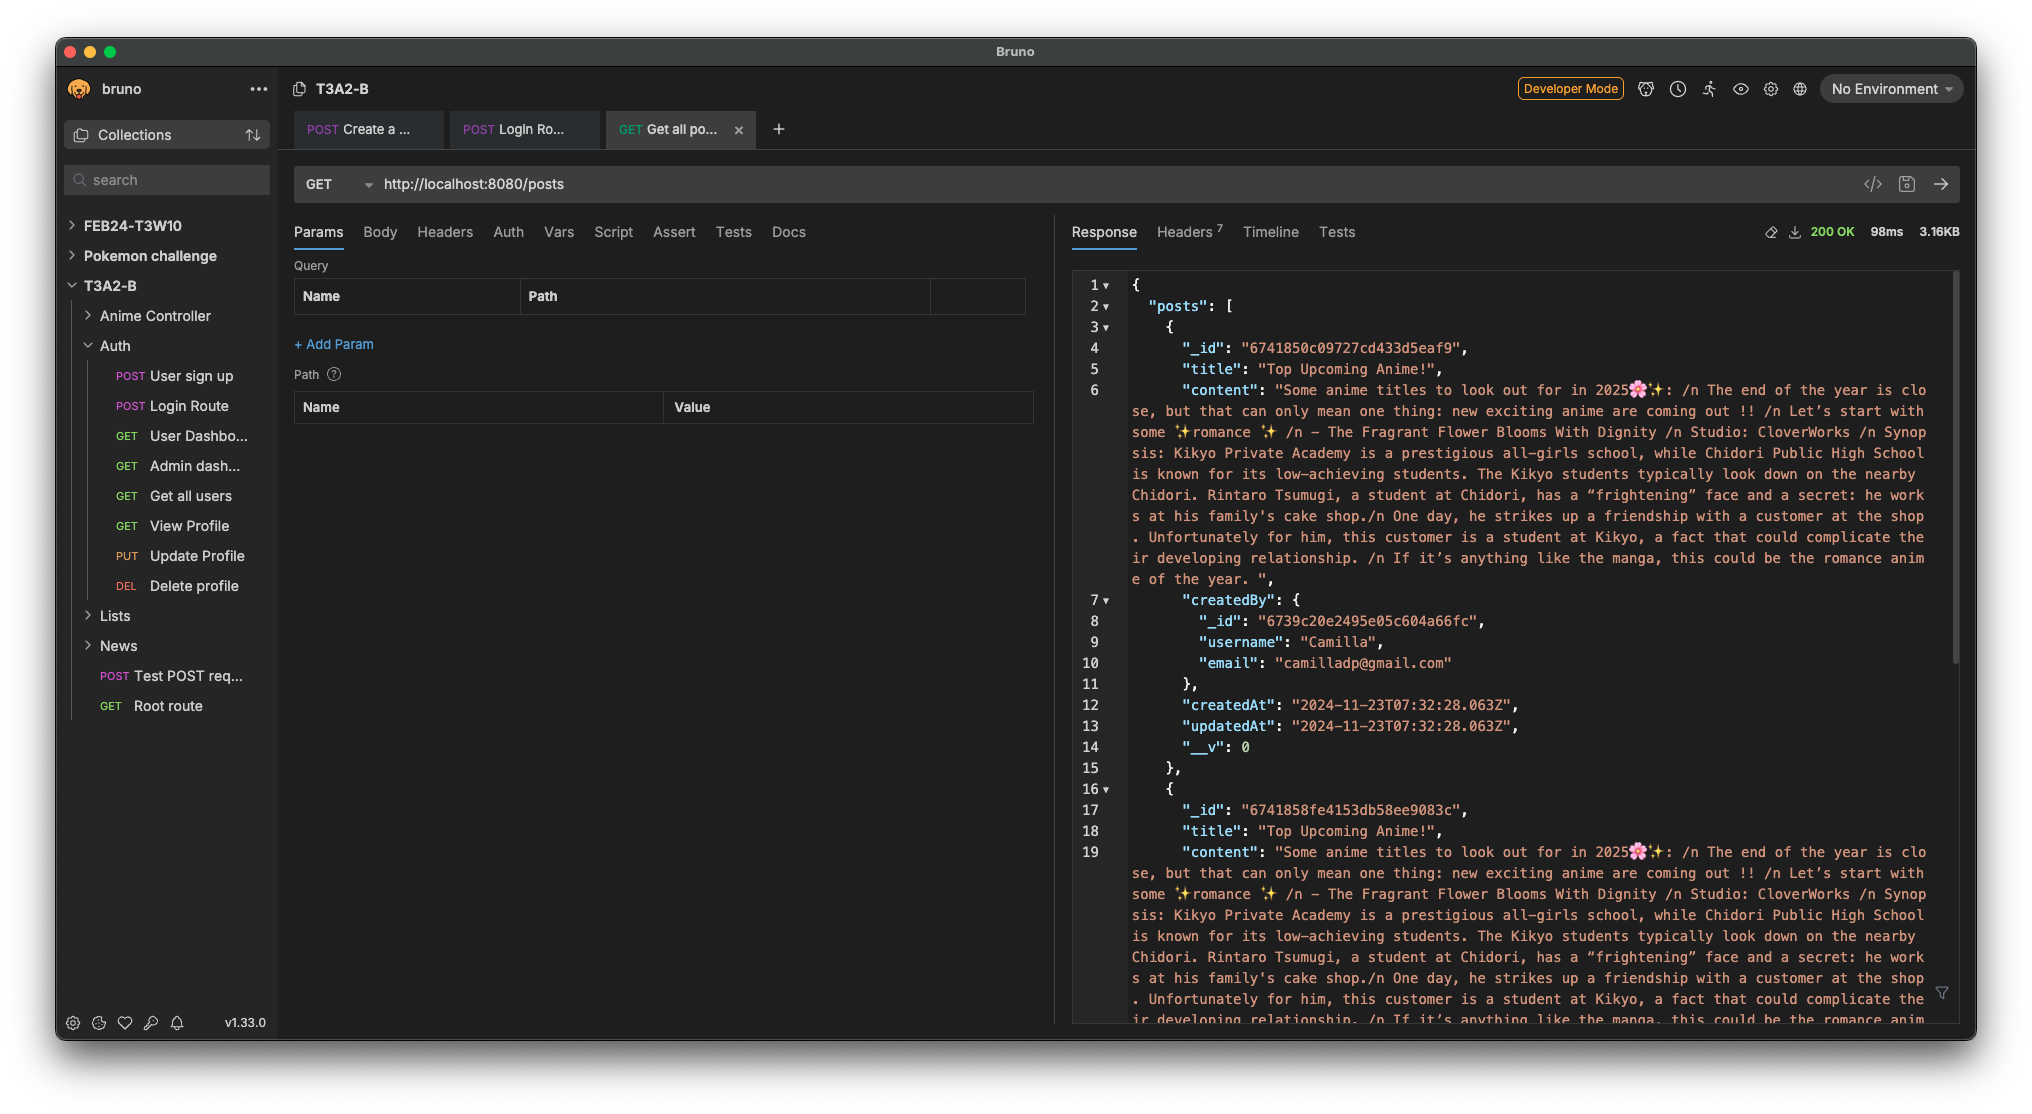 Bruno
bruno
T3A2-B
Developer Mode
No Environment
Collections
POST Create a ...
POST Login Ro...
GET Get all po...
search
GET
http://localhost:8080/posts
FEB24-T3W10
Pokemon challenge
T3A2-B
Anime Controller
Auth
POST User sign up
POST Login Route
GET User Dashbo...
GET Admin dash...
GET Get all users
GET View Profile
PUT Update Profile
DEL Delete profile
Lists
News
POST Test POST req...
GET Root route
v1.33.0
Params Body Headers Auth Vars Script Assert Tests Docs
Query
Name Path
+ Add Param
Path ?
Name Value
Response Headers 7 Timeline Tests
200 OK 98ms 3.16KB
1 {
2 "posts": [
3 {
4 "_id": "6741850c09727cd433d5eaf9",
5 "title": "Top Upcoming Anime!",
6 "content": "Some anime titles to look out for in 2025🌸✨: /n The end of the year is clo
se, but that can only mean one thing: new exciting anime are coming out !! /n Let’s start with
some ✨romance ✨ /n – The Fragrant Flower Blooms With Dignity /n Studio: CloverWorks /n Synop
sis: Kikyo Private Academy is a prestigious all-girls school, while Chidori Public High School
is known for its low-achieving students. The Kikyo students typically look down on the nearby
Chidori. Rintaro Tsumugi, a student at Chidori, has a “frightening” face and a secret: he work
s at his family's cake shop./n One day, he strikes up a friendship with a customer at the shop
. Unfortunately for him, this customer is a student at Kikyo, a fact that could complicate the
ir developing relationship. /n If it’s anything like the manga, this could be the romance anim
e of the year. ",
7 "createdBy": {
8 "_id": "6739c20e2495e05c604a66fc",
9 "username": "Camilla",
10 "email": "camilladp@gmail.com"
11 },
12 "createdAt": "2024-11-23T07:32:28.063Z",
13 "updatedAt": "2024-11-23T07:32:28.063Z",
14 "__v": 0
15 },
16 {
17 "_id": "6741858fe4153db58ee9083c",
18 "title": "Top Upcoming Anime!",
19 "content": "Some anime titles to look out for in 2025🌸✨: /n The end of the year is clo
se, but that can only mean one thing: new exciting anime are coming out !! /n Let’s start with
some ✨romance ✨ /n – The Fragrant Flower Blooms With Dignity /n Studio: CloverWorks /n Synop
sis: Kikyo Private Academy is a prestigious all-girls school, while Chidori Public High School
is known for its low-achieving students. The Kikyo students typically look down on the nearby
Chidori. Rintaro Tsumugi, a student at Chidori, has a “frightening” face and a secret: he work
s at his family's cake shop./n One day, he strikes up a friendship with a customer at the shop
. Unfortunately for him, this customer is a student at Kikyo, a fact that could complicate the
ir developing relationship. /n If it’s anything like the manga, this could be the romance anim